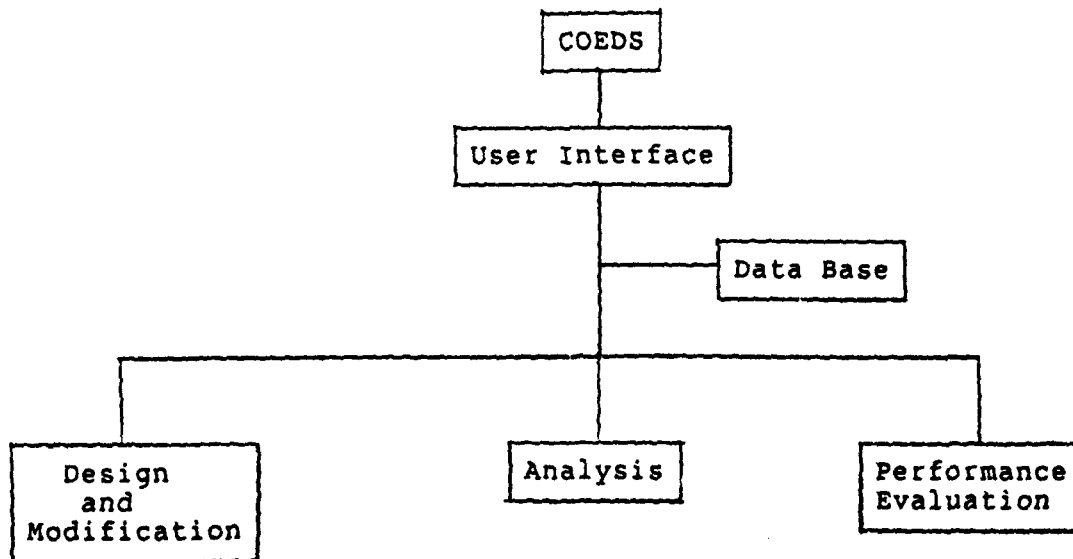 COEDS
User Interface
Data Base
Design
and
Modification
Analysis
Performance
Evaluation